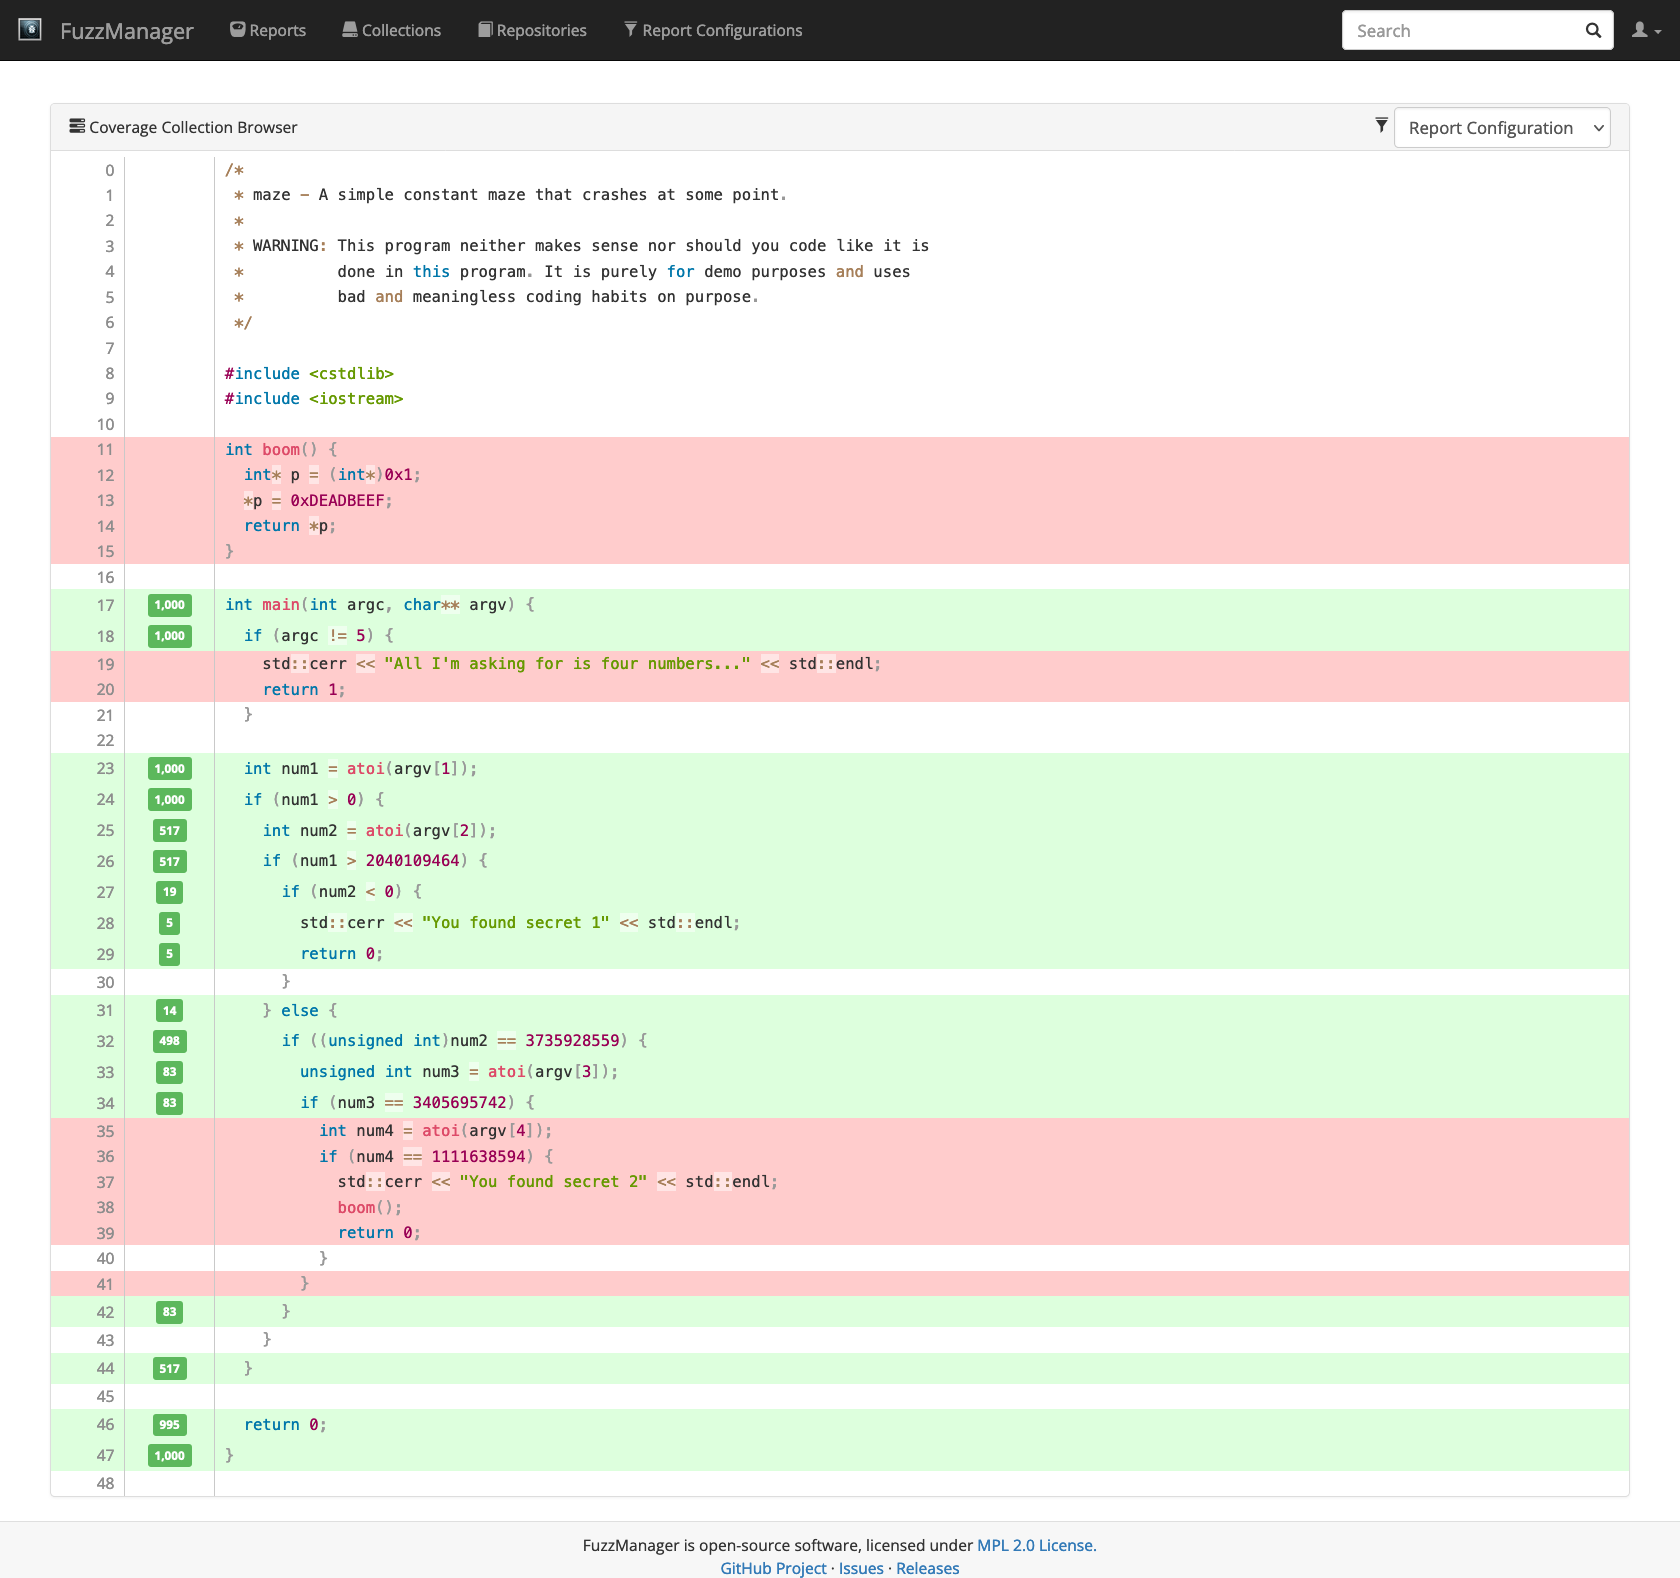 FuzzManager Reports Collections Repositories Report Configurations Search
Coverage Collection Browser Report Configuration
0 /*
1  * maze - A simple constant maze that crashes at some point.
2  *
3  * WARNING: This program neither makes sense nor should you code like it is
4  *          done in this program. It is purely for demo purposes and uses
5  *          bad and meaningless coding habits on purpose.
6  */
7
8 #include <cstdlib>
9 #include <iostream>
10
11 int boom() {
12   int* p = (int*)0x1;
13   *p = 0xDEADBEEF;
14   return *p;
15 }
16
17 1,000 int main(int argc, char** argv) {
18 1,000   if (argc != 5) {
19     std::cerr << "All I'm asking for is four numbers..." << std::endl;
20     return 1;
21   }
22
23 1,000   int num1 = atoi(argv[1]);
24 1,000   if (num1 > 0) {
25 517     int num2 = atoi(argv[2]);
26 517     if (num1 > 2040109464) {
27 19       if (num2 < 0) {
28 5         std::cerr << "You found secret 1" << std::endl;
29 5         return 0;
30       }
31 14     } else {
32 498       if ((unsigned int)num2 == 3735928559) {
33 83         unsigned int num3 = atoi(argv[3]);
34 83         if (num3 == 3405695742) {
35           int num4 = atoi(argv[4]);
36           if (num4 == 1111638594) {
37             std::cerr << "You found secret 2" << std::endl;
38             boom();
39             return 0;
40           }
41         }
42 83       }
43     }
44 517   }
45
46 995   return 0;
47 1,000 }
48
FuzzManager is open-source software, licensed under MPL 2.0 License.
GitHub Project · Issues · Releases